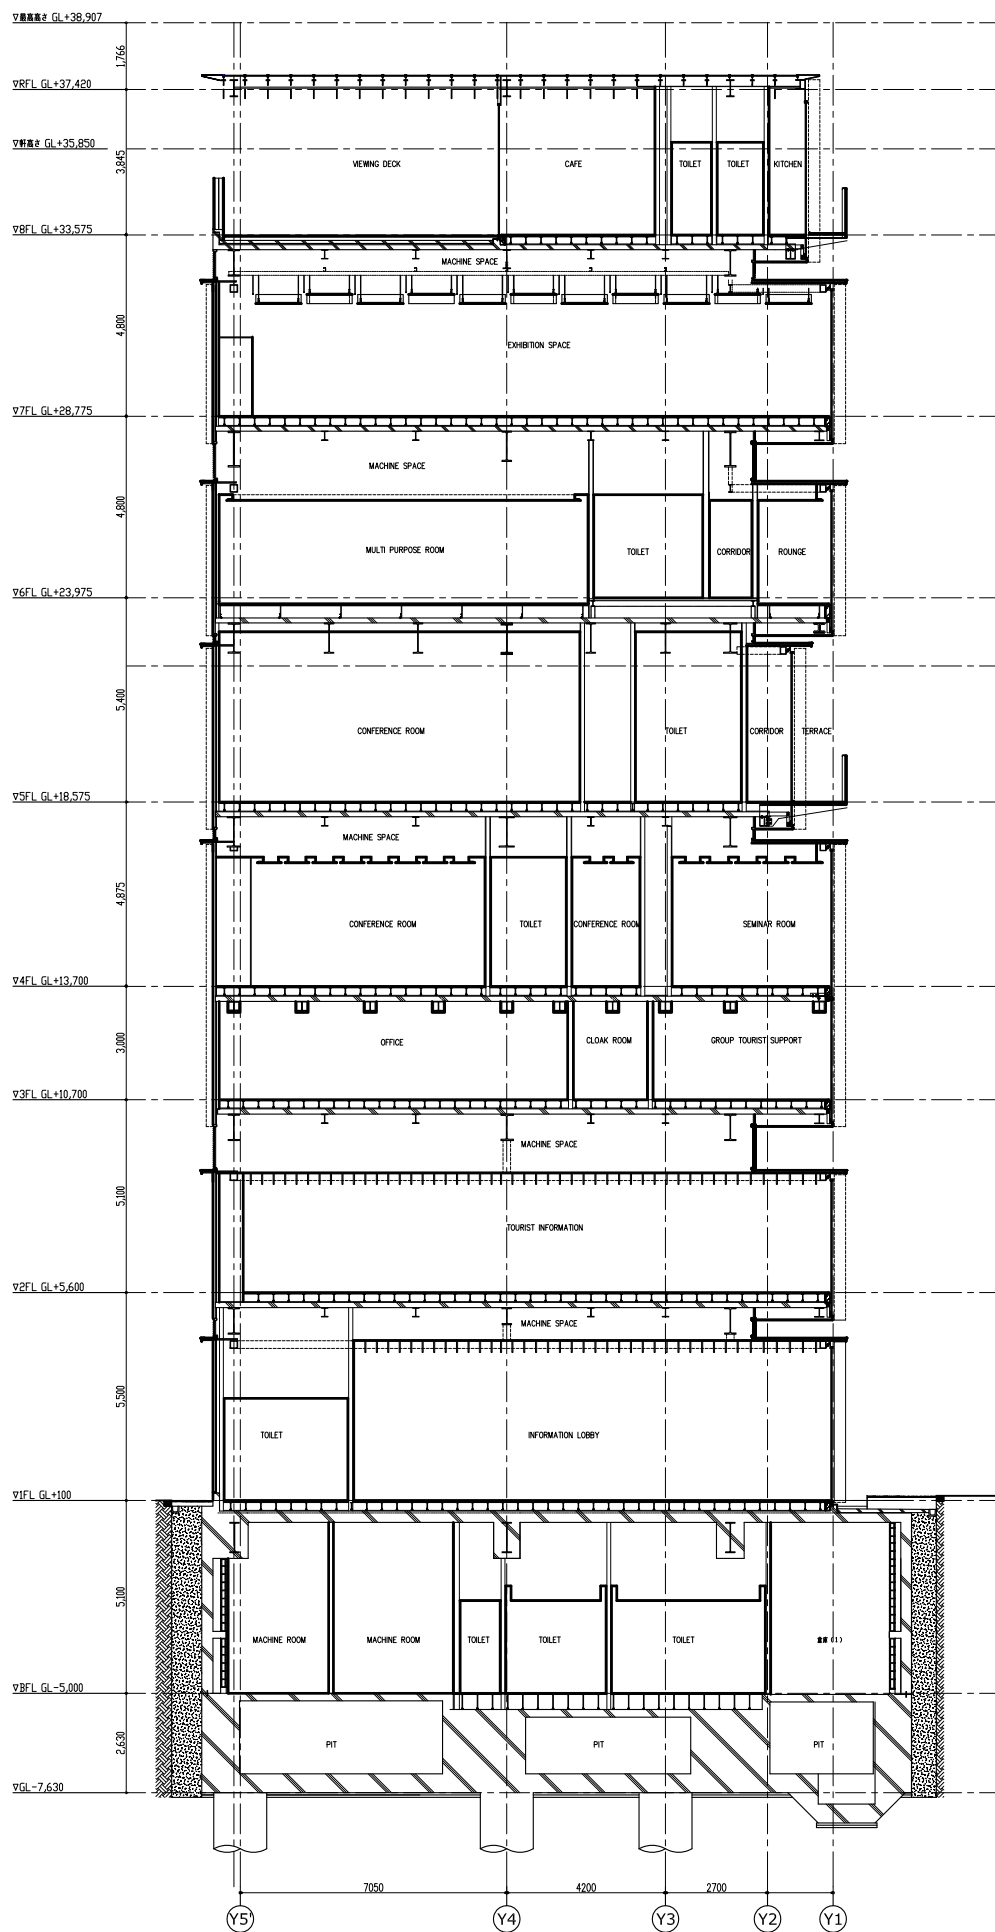 ▽最高高さ GL+38,907
1,766
▽RFL GL+37,420
▽軒高さ GL+35,850
3,845
VIEWING DECK
CAFE
TOILET
TOILET
KITCHEN
▽8FL GL+33,575
MACHINE SPACE
4,800
EXHIBITION SPACE
▽7FL GL+28,775
MACHINE SPACE
4,800
MULTI PURPOSE ROOM
TOILET
CORRIDOR
ROUNGE
▽6FL GL+23,975
5,400
CONFERENCE ROOM
TOILET
CORRIDOR
TERRACE
▽5FL GL+18,575
MACHINE SPACE
4,875
CONFERENCE ROOM
TOILET
CONFERENCE ROOM
SEMINAR ROOM
▽4FL GL+13,700
3,000
OFFICE
CLOAK ROOM
GROUP TOURIST SUPPORT
▽3FL GL+10,700
MACHINE SPACE
5,100
TOURIST INFORMATION
▽2FL GL+5,600
MACHINE SPACE
5,500
TOILET
INFORMATION LOBBY
▽1FL GL+100
5,100
MACHINE ROOM
MACHINE ROOM
TOILET
TOILET
TOILET
倉庫(1)
▽BFL GL-5,000
2,630
PIT
PIT
PIT
▽GL-7,630
7050
4200
2700
Y5'
Y4
Y3
Y2
Y1